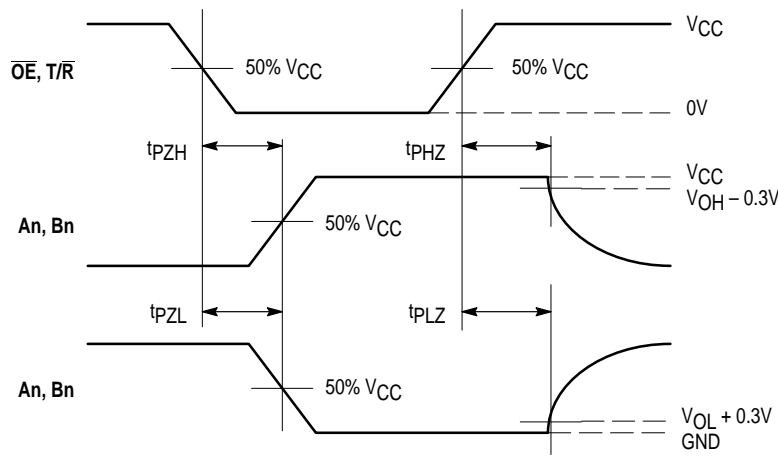 V_CC
O̅E̅, T/R̅
50% V_CC
50% V_CC
0V
t_PZH
t_PHZ
V_CC
V_OH – 0.3V
An, Bn
50% V_CC
t_PZL
t_PLZ
An, Bn
50% V_CC
V_OL + 0.3V
GND